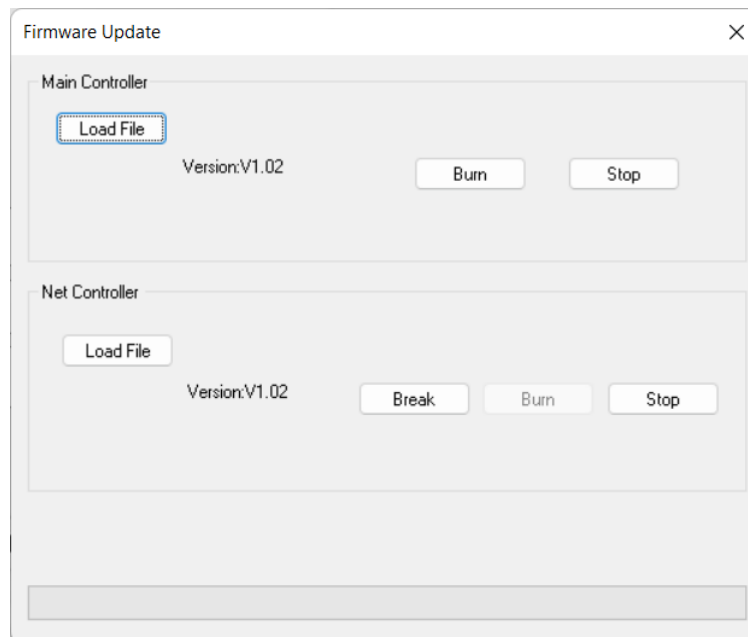 Firmware Update
Main Controller
Load File
Version:V1.02
Burn
Stop
Net Controller
Load File
Version:V1.02
Break
Burn
Stop